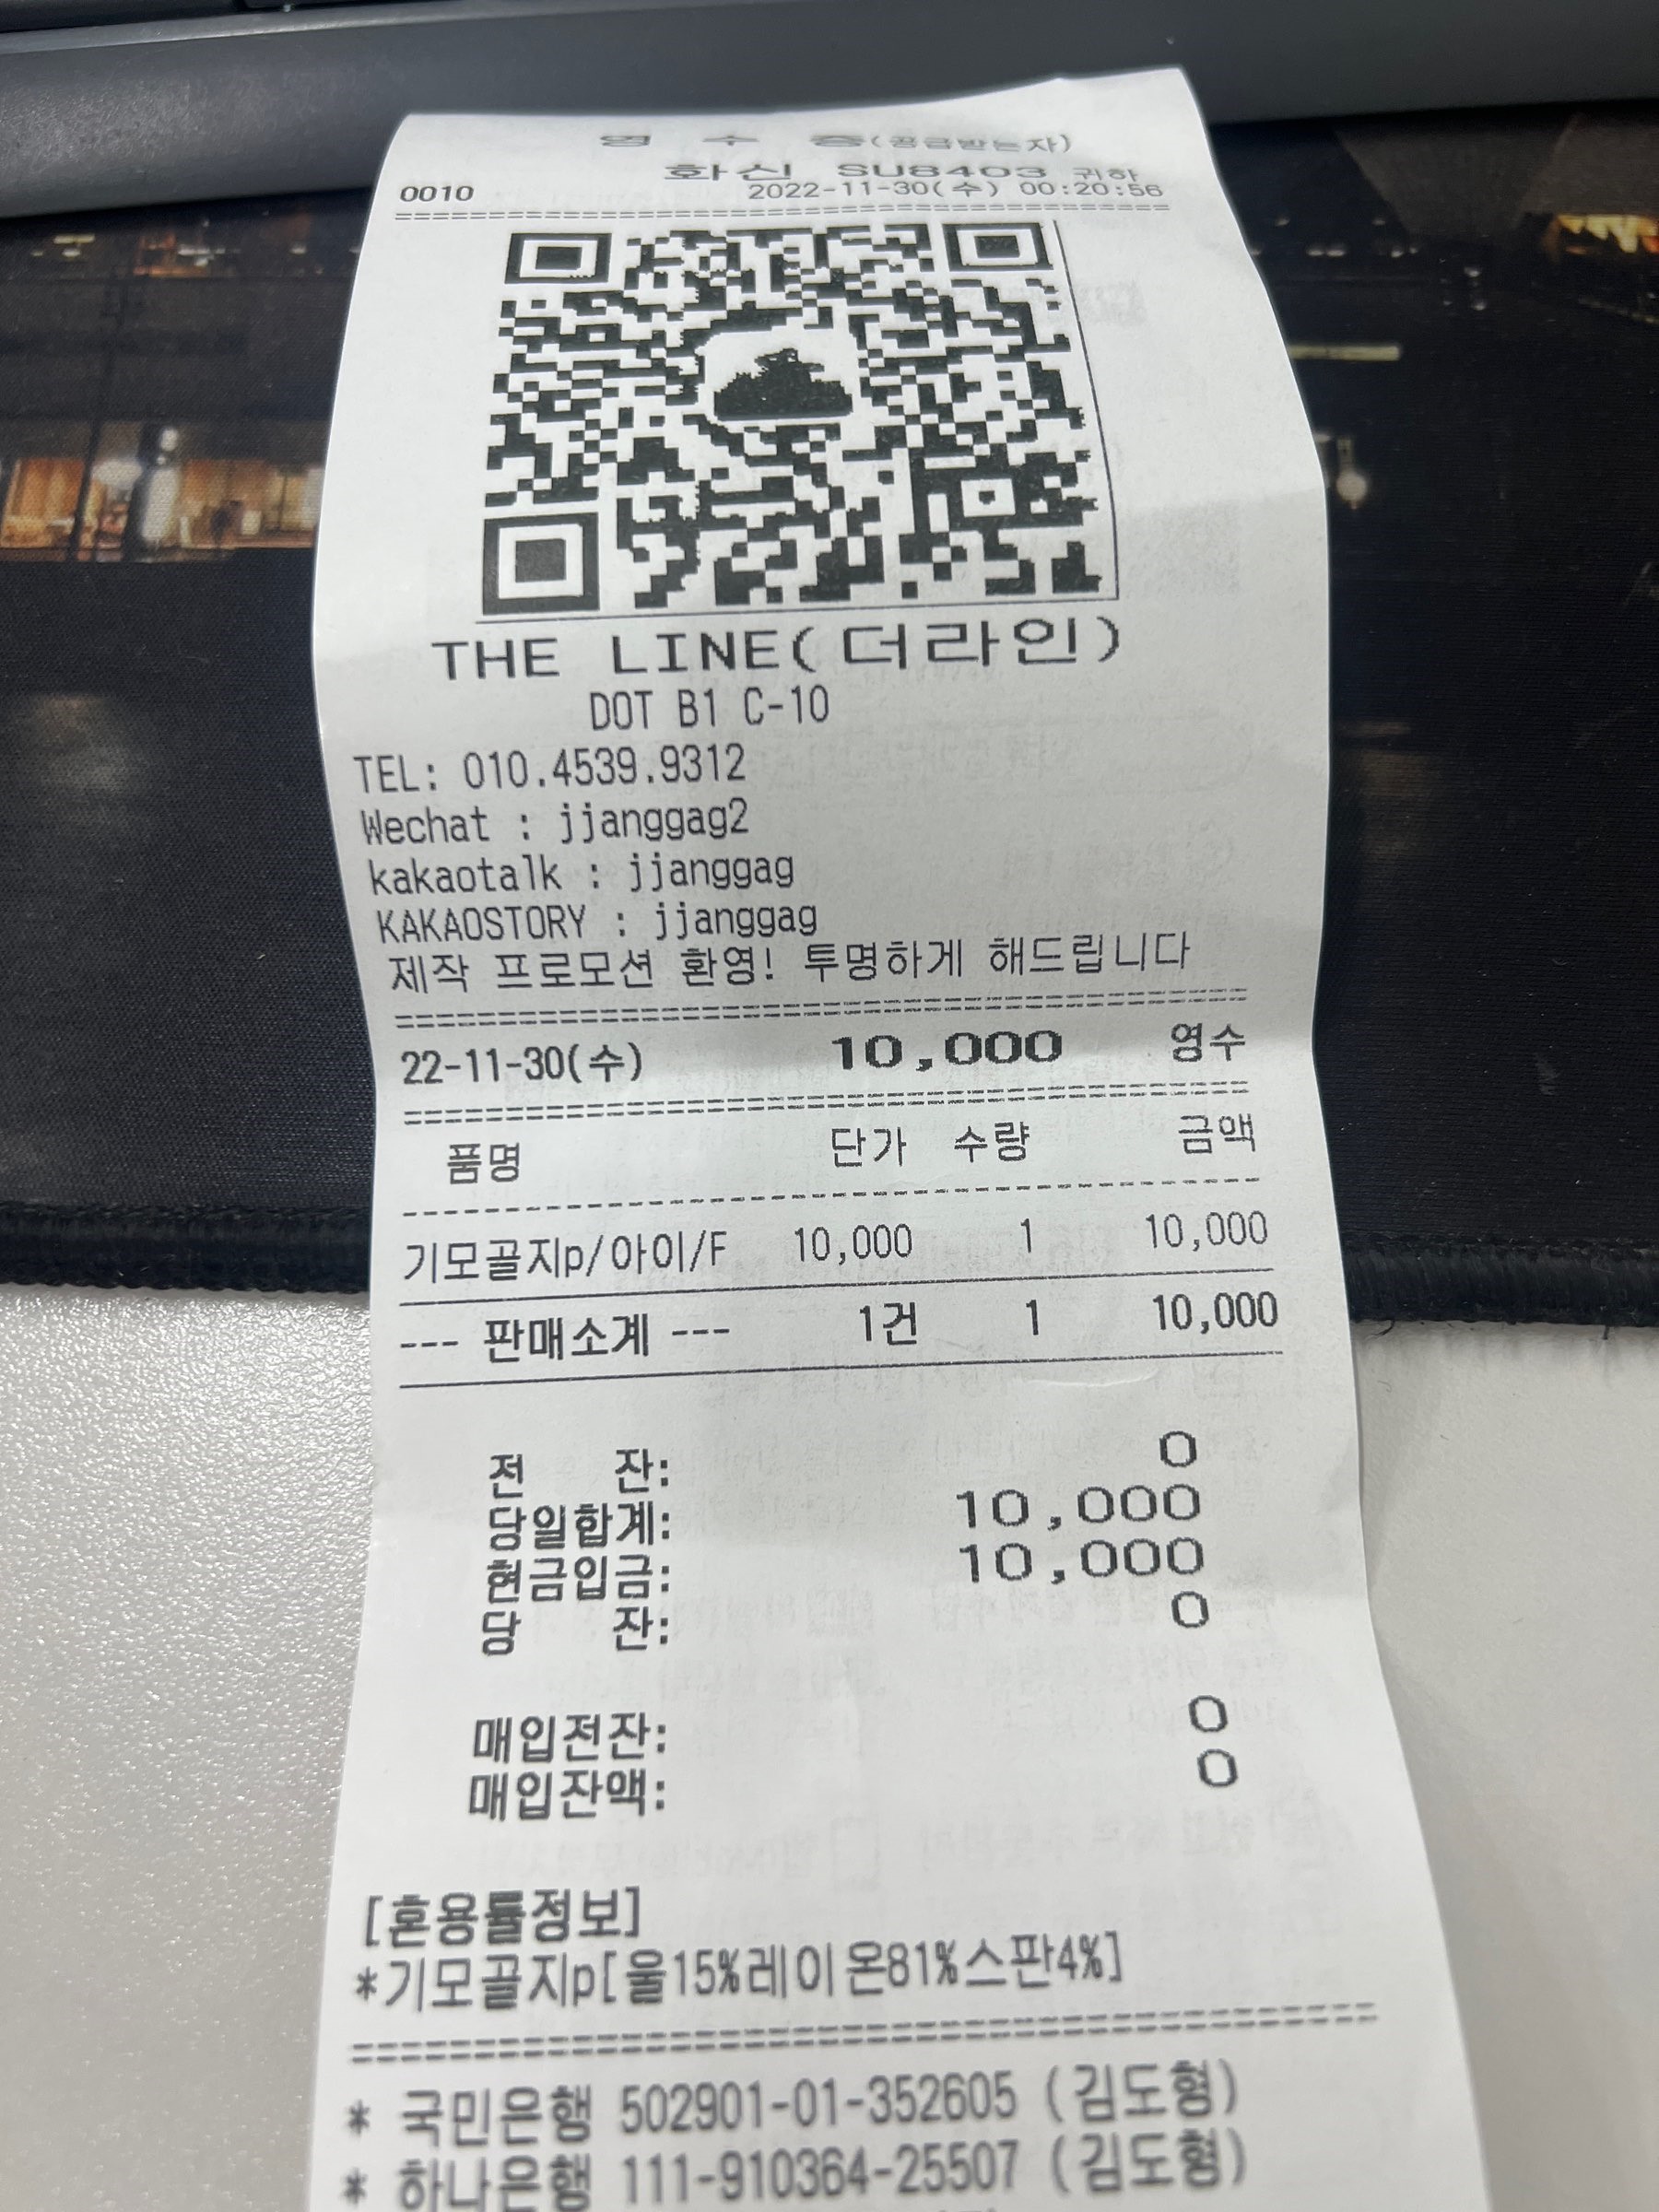 영 수 증(공급받는자)
화신 SU8403 귀하
0010 2022-11-30(수) 00:20:56
THE LINE(더라인)
DOT B1 C-10
TEL: 010.4539.9312
Wechat : jjanggag2
kakaotalk : jjanggag
KAKAOSTORY : jjanggag
제작 프로모션 환영! 투명하게 해드립니다
22-11-30(수) 10,000 영수
품명 단가 수량 금액
기모골지p/아이/F 10,000 1 10,000
--- 판매소계 --- 1건 1 10,000
전 잔: 0
당일합계: 10,000
현금입금: 10,000
당 잔: 0
매입전잔: 0
매입잔액: 0
[혼용률정보]
*기모골지p[울15%레이온81%스판4%]
* 국민은행 502901-01-352605 (김도형)
* 하나은행 111-910364-25507 (김도형)